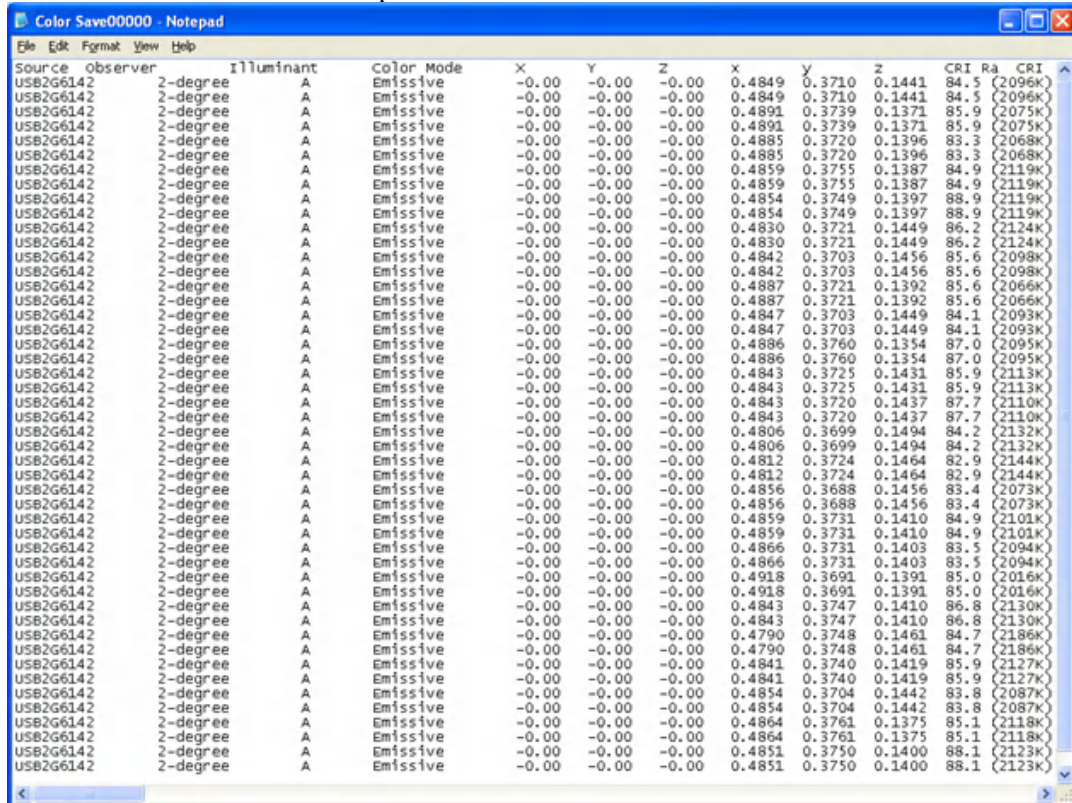 Color Save00000 - Notepad
File Edit Format View Help
Source Observer Illuminant Color Mode X Y Z x y z CRI Ra CRI
USB2G6142 2-degree A Emissive -0.00 -0.00 -0.00 0.4849 0.3710 0.1441 84.5 (2096K)
USB2G6142 2-degree A Emissive -0.00 -0.00 -0.00 0.4849 0.3710 0.1441 84.5 (2096K)
USB2G6142 2-degree A Emissive -0.00 -0.00 -0.00 0.4891 0.3739 0.1371 85.9 (2075K)
USB2G6142 2-degree A Emissive -0.00 -0.00 -0.00 0.4891 0.3739 0.1371 85.9 (2075K)
USB2G6142 2-degree A Emissive -0.00 -0.00 -0.00 0.4885 0.3720 0.1396 83.3 (2068K)
USB2G6142 2-degree A Emissive -0.00 -0.00 -0.00 0.4885 0.3720 0.1396 83.3 (2068K)
USB2G6142 2-degree A Emissive -0.00 -0.00 -0.00 0.4859 0.3755 0.1387 84.9 (2119K)
USB2G6142 2-degree A Emissive -0.00 -0.00 -0.00 0.4859 0.3755 0.1387 84.9 (2119K)
USB2G6142 2-degree A Emissive -0.00 -0.00 -0.00 0.4854 0.3749 0.1397 88.9 (2119K)
USB2G6142 2-degree A Emissive -0.00 -0.00 -0.00 0.4854 0.3749 0.1397 88.9 (2119K)
USB2G6142 2-degree A Emissive -0.00 -0.00 -0.00 0.4830 0.3721 0.1449 86.2 (2124K)
USB2G6142 2-degree A Emissive -0.00 -0.00 -0.00 0.4830 0.3721 0.1449 86.2 (2124K)
USB2G6142 2-degree A Emissive -0.00 -0.00 -0.00 0.4842 0.3703 0.1456 85.6 (2098K)
USB2G6142 2-degree A Emissive -0.00 -0.00 -0.00 0.4842 0.3703 0.1456 85.6 (2098K)
USB2G6142 2-degree A Emissive -0.00 -0.00 -0.00 0.4887 0.3721 0.1392 85.6 (2066K)
USB2G6142 2-degree A Emissive -0.00 -0.00 -0.00 0.4887 0.3721 0.1392 85.6 (2066K)
USB2G6142 2-degree A Emissive -0.00 -0.00 -0.00 0.4847 0.3703 0.1449 84.1 (2093K)
USB2G6142 2-degree A Emissive -0.00 -0.00 -0.00 0.4847 0.3703 0.1449 84.1 (2093K)
USB2G6142 2-degree A Emissive -0.00 -0.00 -0.00 0.4886 0.3760 0.1354 87.0 (2095K)
USB2G6142 2-degree A Emissive -0.00 -0.00 -0.00 0.4886 0.3760 0.1354 87.0 (2095K)
USB2G6142 2-degree A Emissive -0.00 -0.00 -0.00 0.4843 0.3725 0.1431 85.9 (2113K)
USB2G6142 2-degree A Emissive -0.00 -0.00 -0.00 0.4843 0.3725 0.1431 85.9 (2113K)
USB2G6142 2-degree A Emissive -0.00 -0.00 -0.00 0.4843 0.3720 0.1437 87.7 (2110K)
USB2G6142 2-degree A Emissive -0.00 -0.00 -0.00 0.4843 0.3720 0.1437 87.7 (2110K)
USB2G6142 2-degree A Emissive -0.00 -0.00 -0.00 0.4806 0.3699 0.1494 84.2 (2132K)
USB2G6142 2-degree A Emissive -0.00 -0.00 -0.00 0.4806 0.3699 0.1494 84.2 (2132K)
USB2G6142 2-degree A Emissive -0.00 -0.00 -0.00 0.4812 0.3724 0.1464 82.9 (2144K)
USB2G6142 2-degree A Emissive -0.00 -0.00 -0.00 0.4812 0.3724 0.1464 82.9 (2144K)
USB2G6142 2-degree A Emissive -0.00 -0.00 -0.00 0.4856 0.3688 0.1456 83.4 (2073K)
USB2G6142 2-degree A Emissive -0.00 -0.00 -0.00 0.4856 0.3688 0.1456 83.4 (2073K)
USB2G6142 2-degree A Emissive -0.00 -0.00 -0.00 0.4859 0.3731 0.1410 84.9 (2101K)
USB2G6142 2-degree A Emissive -0.00 -0.00 -0.00 0.4859 0.3731 0.1410 84.9 (2101K)
USB2G6142 2-degree A Emissive -0.00 -0.00 -0.00 0.4866 0.3731 0.1403 83.5 (2094K)
USB2G6142 2-degree A Emissive -0.00 -0.00 -0.00 0.4866 0.3731 0.1403 83.5 (2094K)
USB2G6142 2-degree A Emissive -0.00 -0.00 -0.00 0.4918 0.3691 0.1391 85.0 (2016K)
USB2G6142 2-degree A Emissive -0.00 -0.00 -0.00 0.4918 0.3691 0.1391 85.0 (2016K)
USB2G6142 2-degree A Emissive -0.00 -0.00 -0.00 0.4843 0.3747 0.1410 86.8 (2130K)
USB2G6142 2-degree A Emissive -0.00 -0.00 -0.00 0.4843 0.3747 0.1410 86.8 (2130K)
USB2G6142 2-degree A Emissive -0.00 -0.00 -0.00 0.4790 0.3748 0.1461 84.7 (2186K)
USB2G6142 2-degree A Emissive -0.00 -0.00 -0.00 0.4790 0.3748 0.1461 84.7 (2186K)
USB2G6142 2-degree A Emissive -0.00 -0.00 -0.00 0.4841 0.3740 0.1419 85.9 (2127K)
USB2G6142 2-degree A Emissive -0.00 -0.00 -0.00 0.4841 0.3740 0.1419 85.9 (2127K)
USB2G6142 2-degree A Emissive -0.00 -0.00 -0.00 0.4854 0.3704 0.1442 83.8 (2087K)
USB2G6142 2-degree A Emissive -0.00 -0.00 -0.00 0.4854 0.3704 0.1442 83.8 (2087K)
USB2G6142 2-degree A Emissive -0.00 -0.00 -0.00 0.4864 0.3761 0.1375 85.1 (2118K)
USB2G6142 2-degree A Emissive -0.00 -0.00 -0.00 0.4864 0.3761 0.1375 85.1 (2118K)
USB2G6142 2-degree A Emissive -0.00 -0.00 -0.00 0.4851 0.3750 0.1400 88.1 (2123K)
USB2G6142 2-degree A Emissive -0.00 -0.00 -0.00 0.4851 0.3750 0.1400 88.1 (2123K)